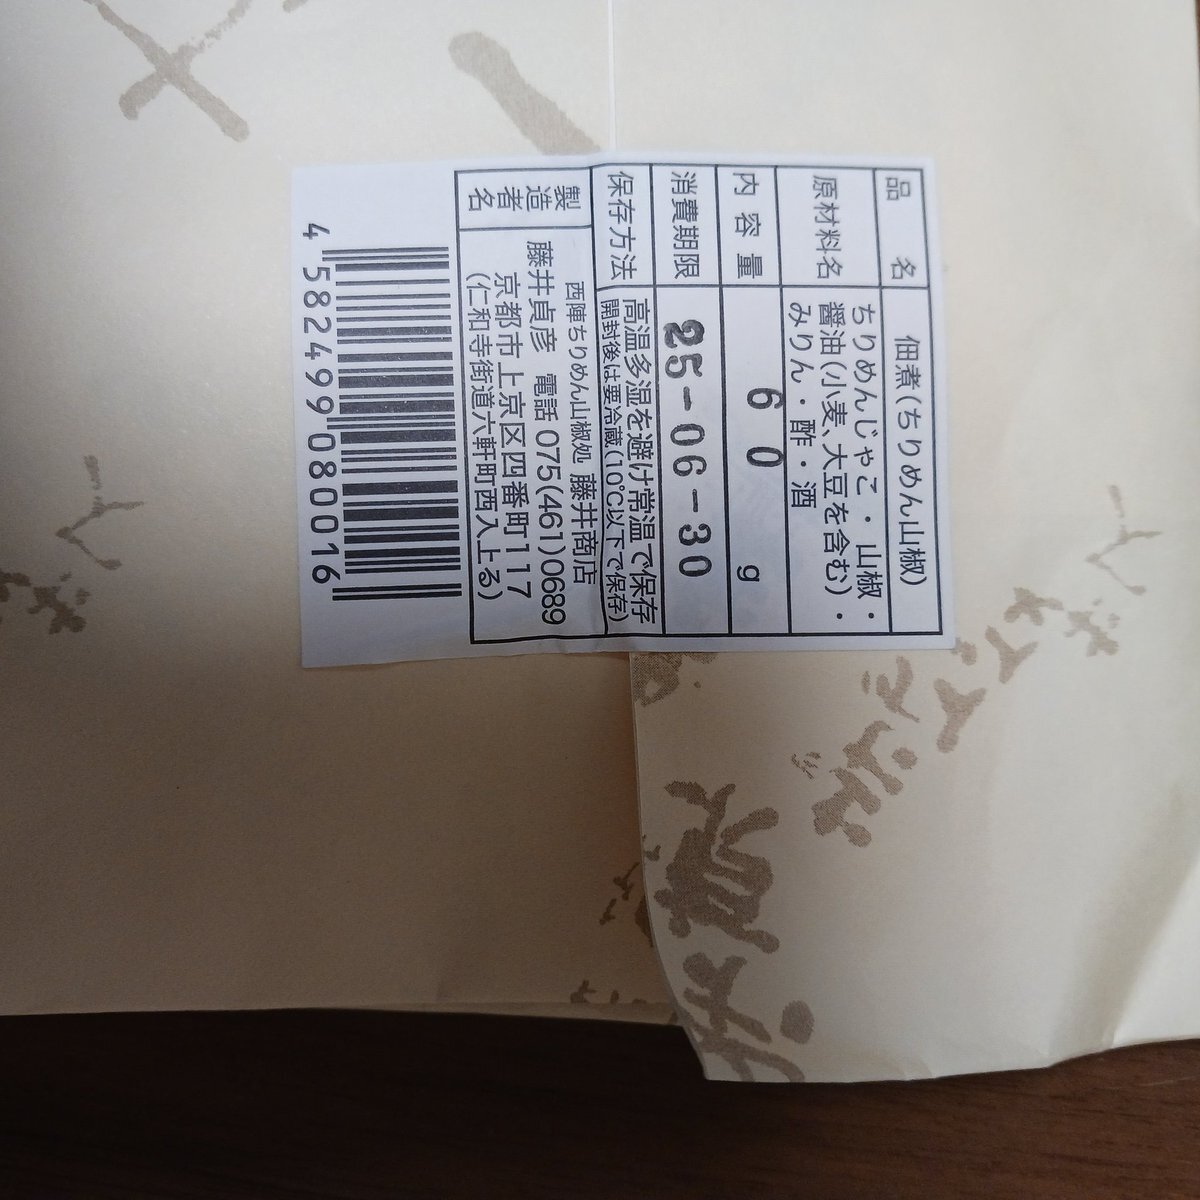 品 名 佃煮(ちりめん山椒)
原材料名 ちりめんじゃこ・山椒・
醤油(小麦、大豆を含む)・
みりん・酢・酒
内容量 60 g
消費期限 25-06-30
保存方法 高温多湿を避け常温で保存
開封後は要冷蔵(10℃以下で保存)
製造者名 西陣ちりめん山椒処 藤井商店
藤井貞彦 電話 075(461)0689
京都市上京区四番町117
(仁和寺街道六軒町西入上る)
4582499080016